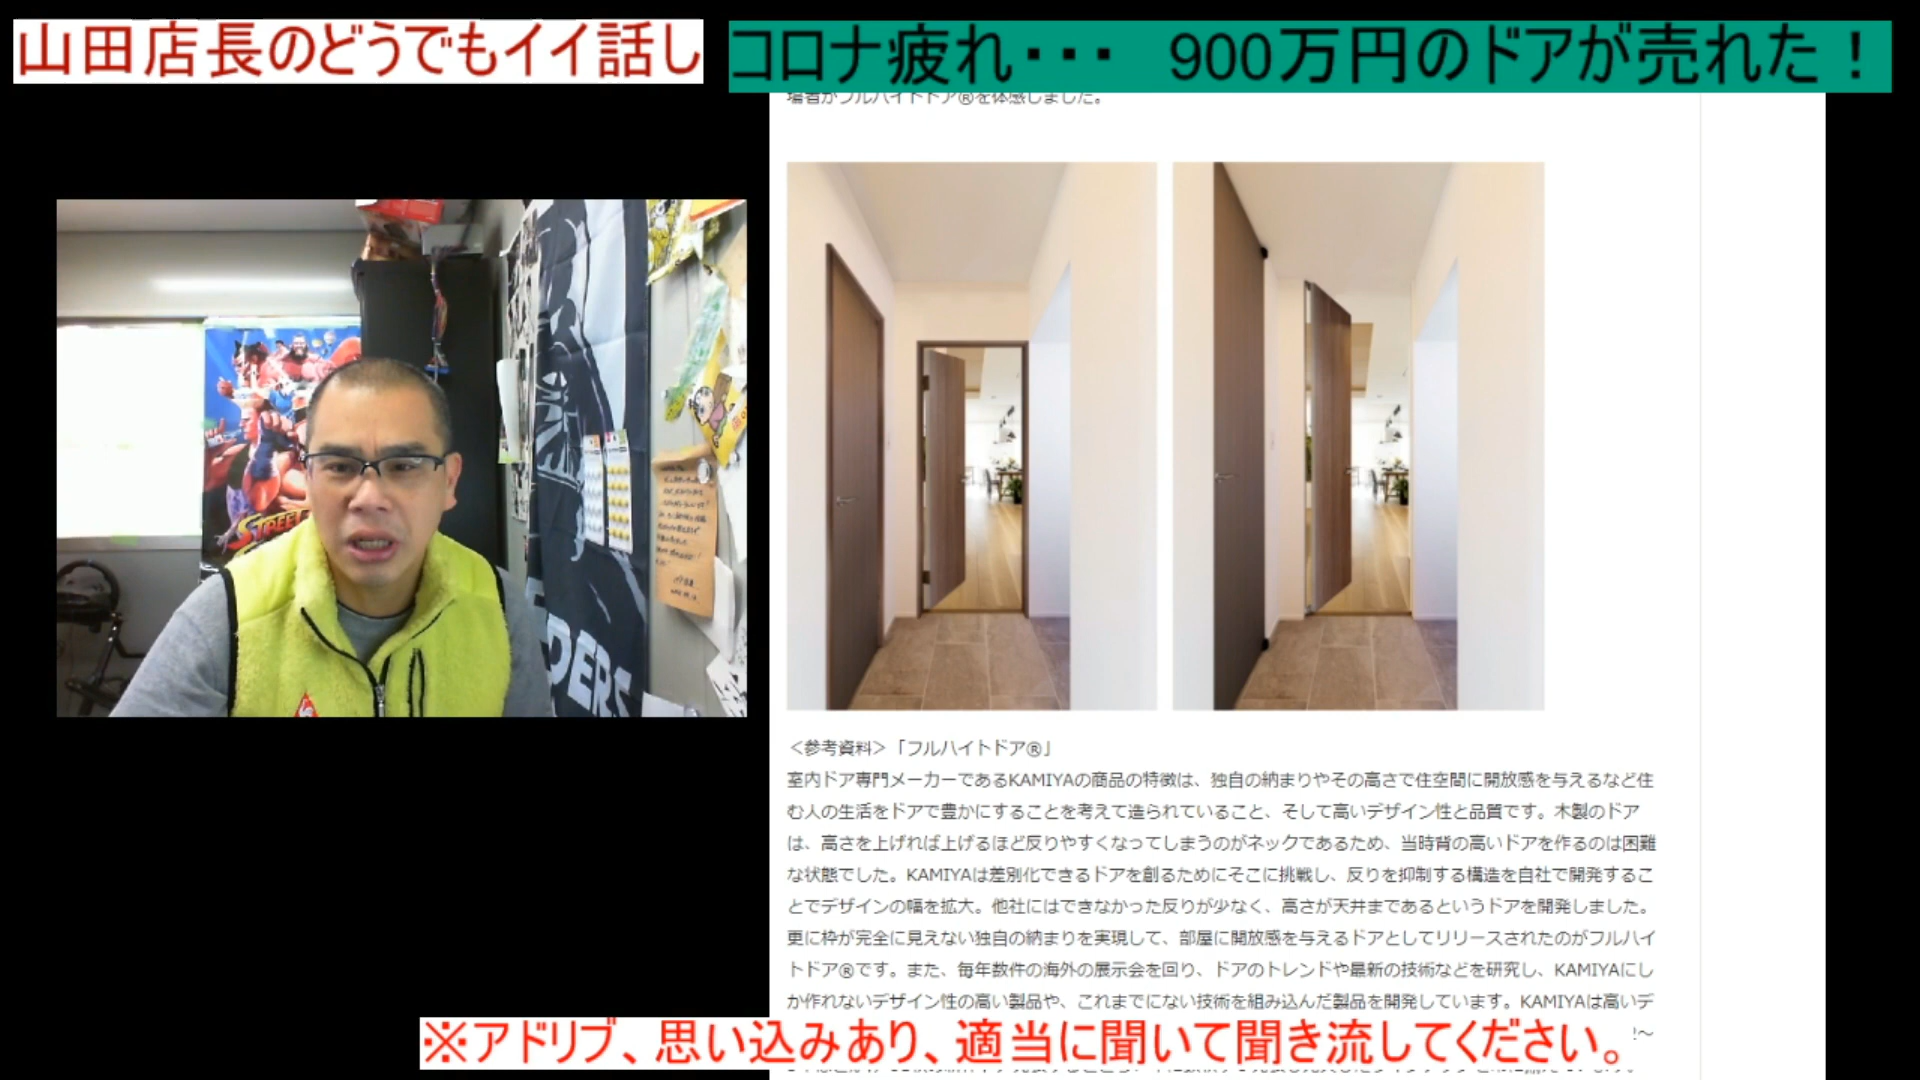 山田店長のどうでもイイ話し
コロナ疲れ・・・ 900万円のドアが売れた！
場者がフルハイトドア®を体感しました。
STREET
DERS
＜参考資料＞「フルハイトドア®」
室内ドア専門メーカーであるKAMIYAの商品の特徴は、独自の納まりやその高さで住空間に開放感を与えるなど住
む人の生活をドアで豊かにすることを考えて造られていること、そして高いデザイン性と品質です。木製のドア
は、高さを上げれば上げるほど反りやすくなってしまうのがネックであるため、当時背の高いドアを作るのは困難
な状態でした。KAMIYAは差別化できるドアを創るためにそこに挑戦し、反りを抑制する構造を自社で開発するこ
とでデザインの幅を拡大。他社にはできなかった反りが少なく、高さが天井まであるというドアを開発しました。
更に枠が完全に見えない独自の納まりを実現して、部屋に開放感を与えるドアとしてリリースされたのがフルハイ
トドア®です。また、毎年数件の海外の展示会を回り、ドアのトレンドや最新の技術などを研究し、KAMIYAにし
か作れないデザイン性の高い製品や、これまでにない技術を組み込んだ製品を開発しています。KAMIYAは高いデ
※アドリブ、思い込みあり、適当に聞いて聞き流してください。